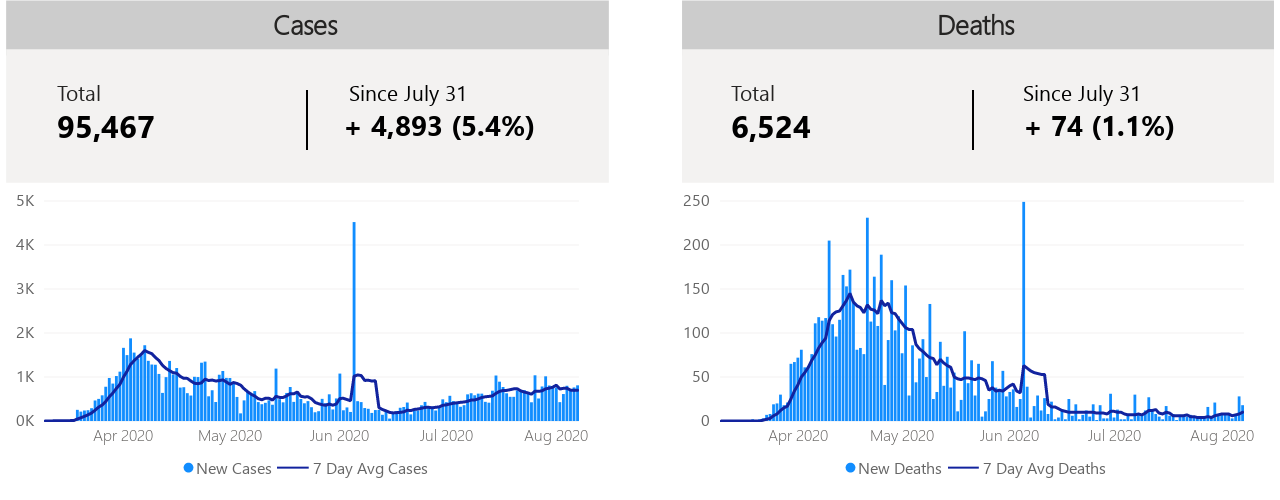 Cases
Total
95,467
Since July 31
+ 4,893 (5.4%)
5K
4K
3K
2K
1K
0K
Apr 2020 May 2020 Jun 2020 Jul 2020 Aug 2020
New Cases 7 Day Avg Cases
Deaths
Total
6,524
Since July 31
+ 74 (1.1%)
250
200
150
100
50
0
Apr 2020 May 2020 Jun 2020 Jul 2020 Aug 2020
New Deaths 7 Day Avg Deaths